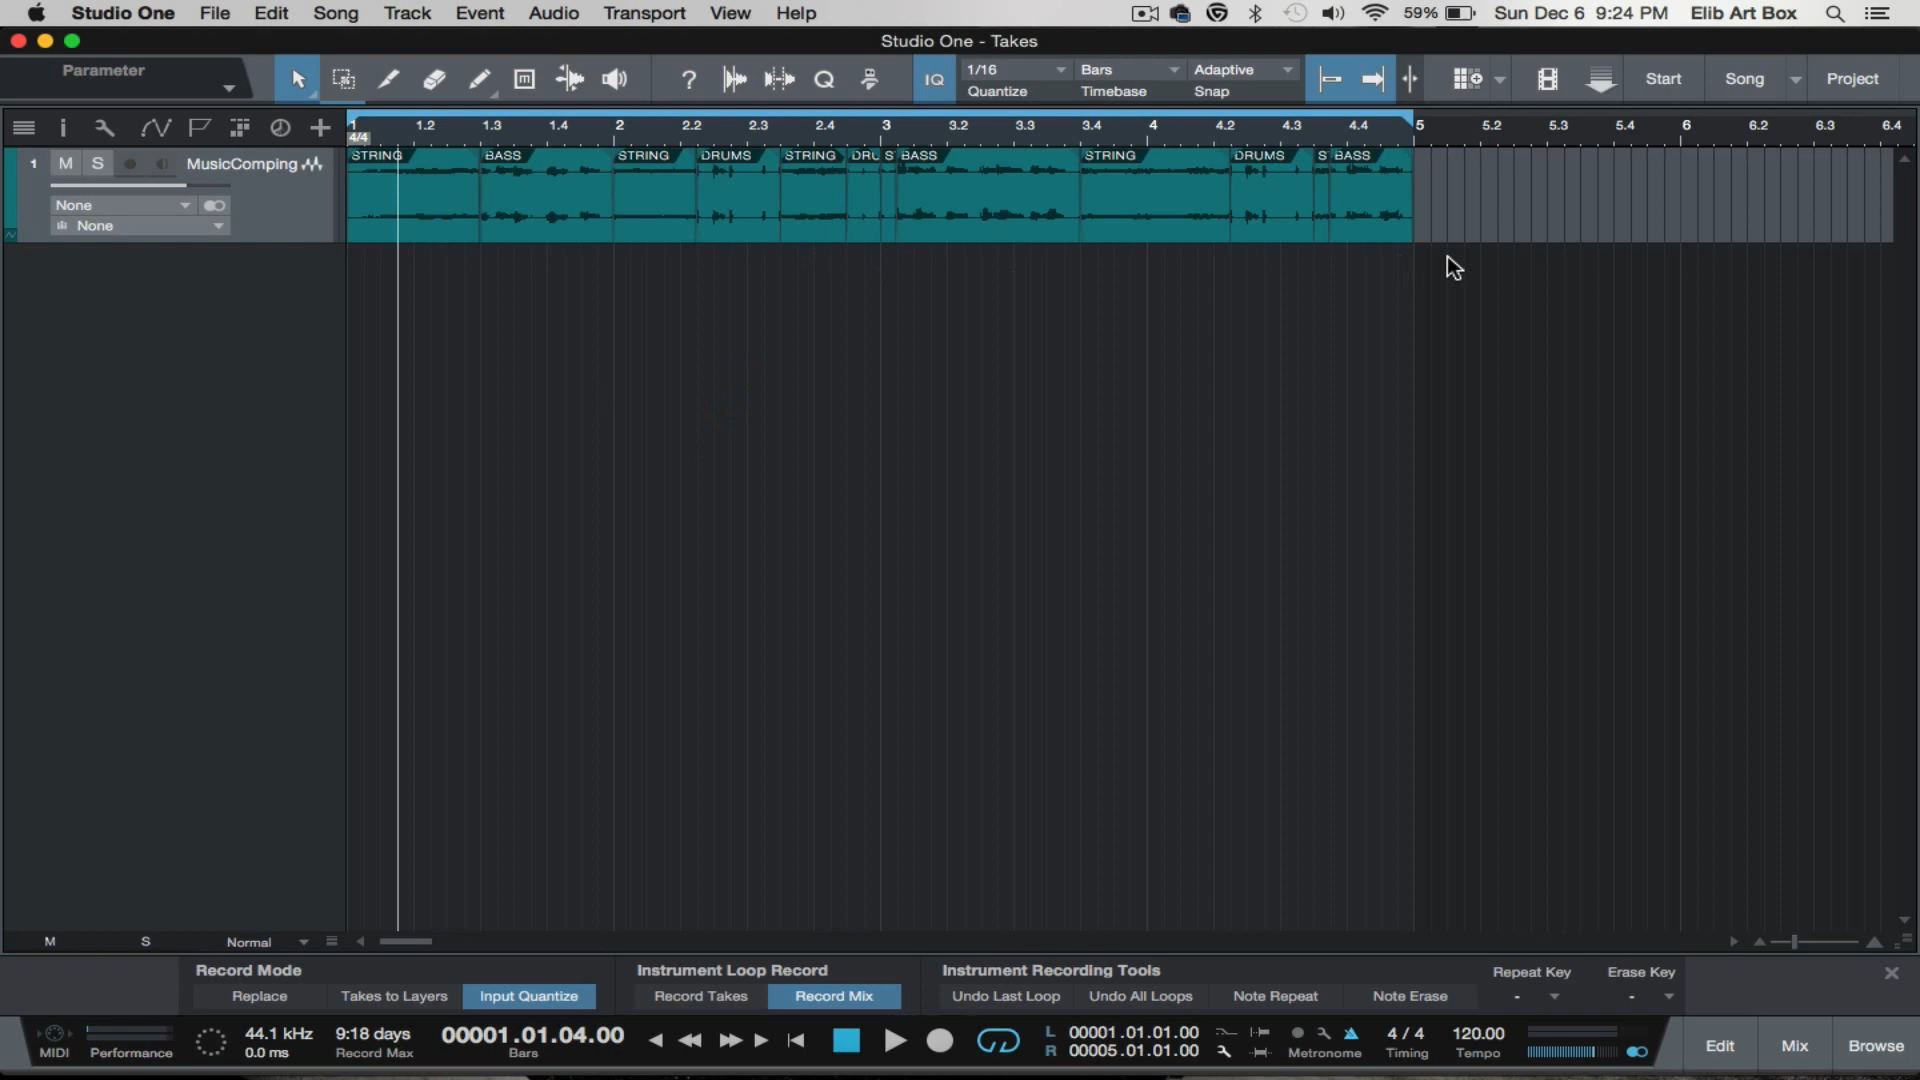 Studio One File Edit Song Track Event Audio Transport View Help 59% Sun Dec 6 9:24 PM Elib Art Box
Studio One - Takes
Parameter
IQ
1/16 Bars Adaptive
Quantize Timebase Snap
Start Song Project
1 1.2 1.3 1.4 2 2.2 2.3 2.4 3 3.2 3.3 3.4 4 4.2 4.3 4.4 5 5.2 5.3 5.4 6 6.2 6.3 6.4
4/4
1 M S MusicComping
None
None
STRING BASS STRING DRUMS STRING DRU S BASS STRING DRUMS S BASS
M S Normal
Record Mode Instrument Loop Record Instrument Recording Tools Repeat Key Erase Key
Replace Takes to Layers Input Quantize Record Takes Record Mix Undo Last Loop Undo All Loops Note Repeat Note Erase - -
MIDI Performance
44.1 kHz
0.0 ms
9:18 days
Record Max
00001.01.04.00
Bars
L 00001.01.01.00
R 00005.01.01.00
Metronome
4 / 4
Timing
120.00
Tempo
Edit Mix Browse